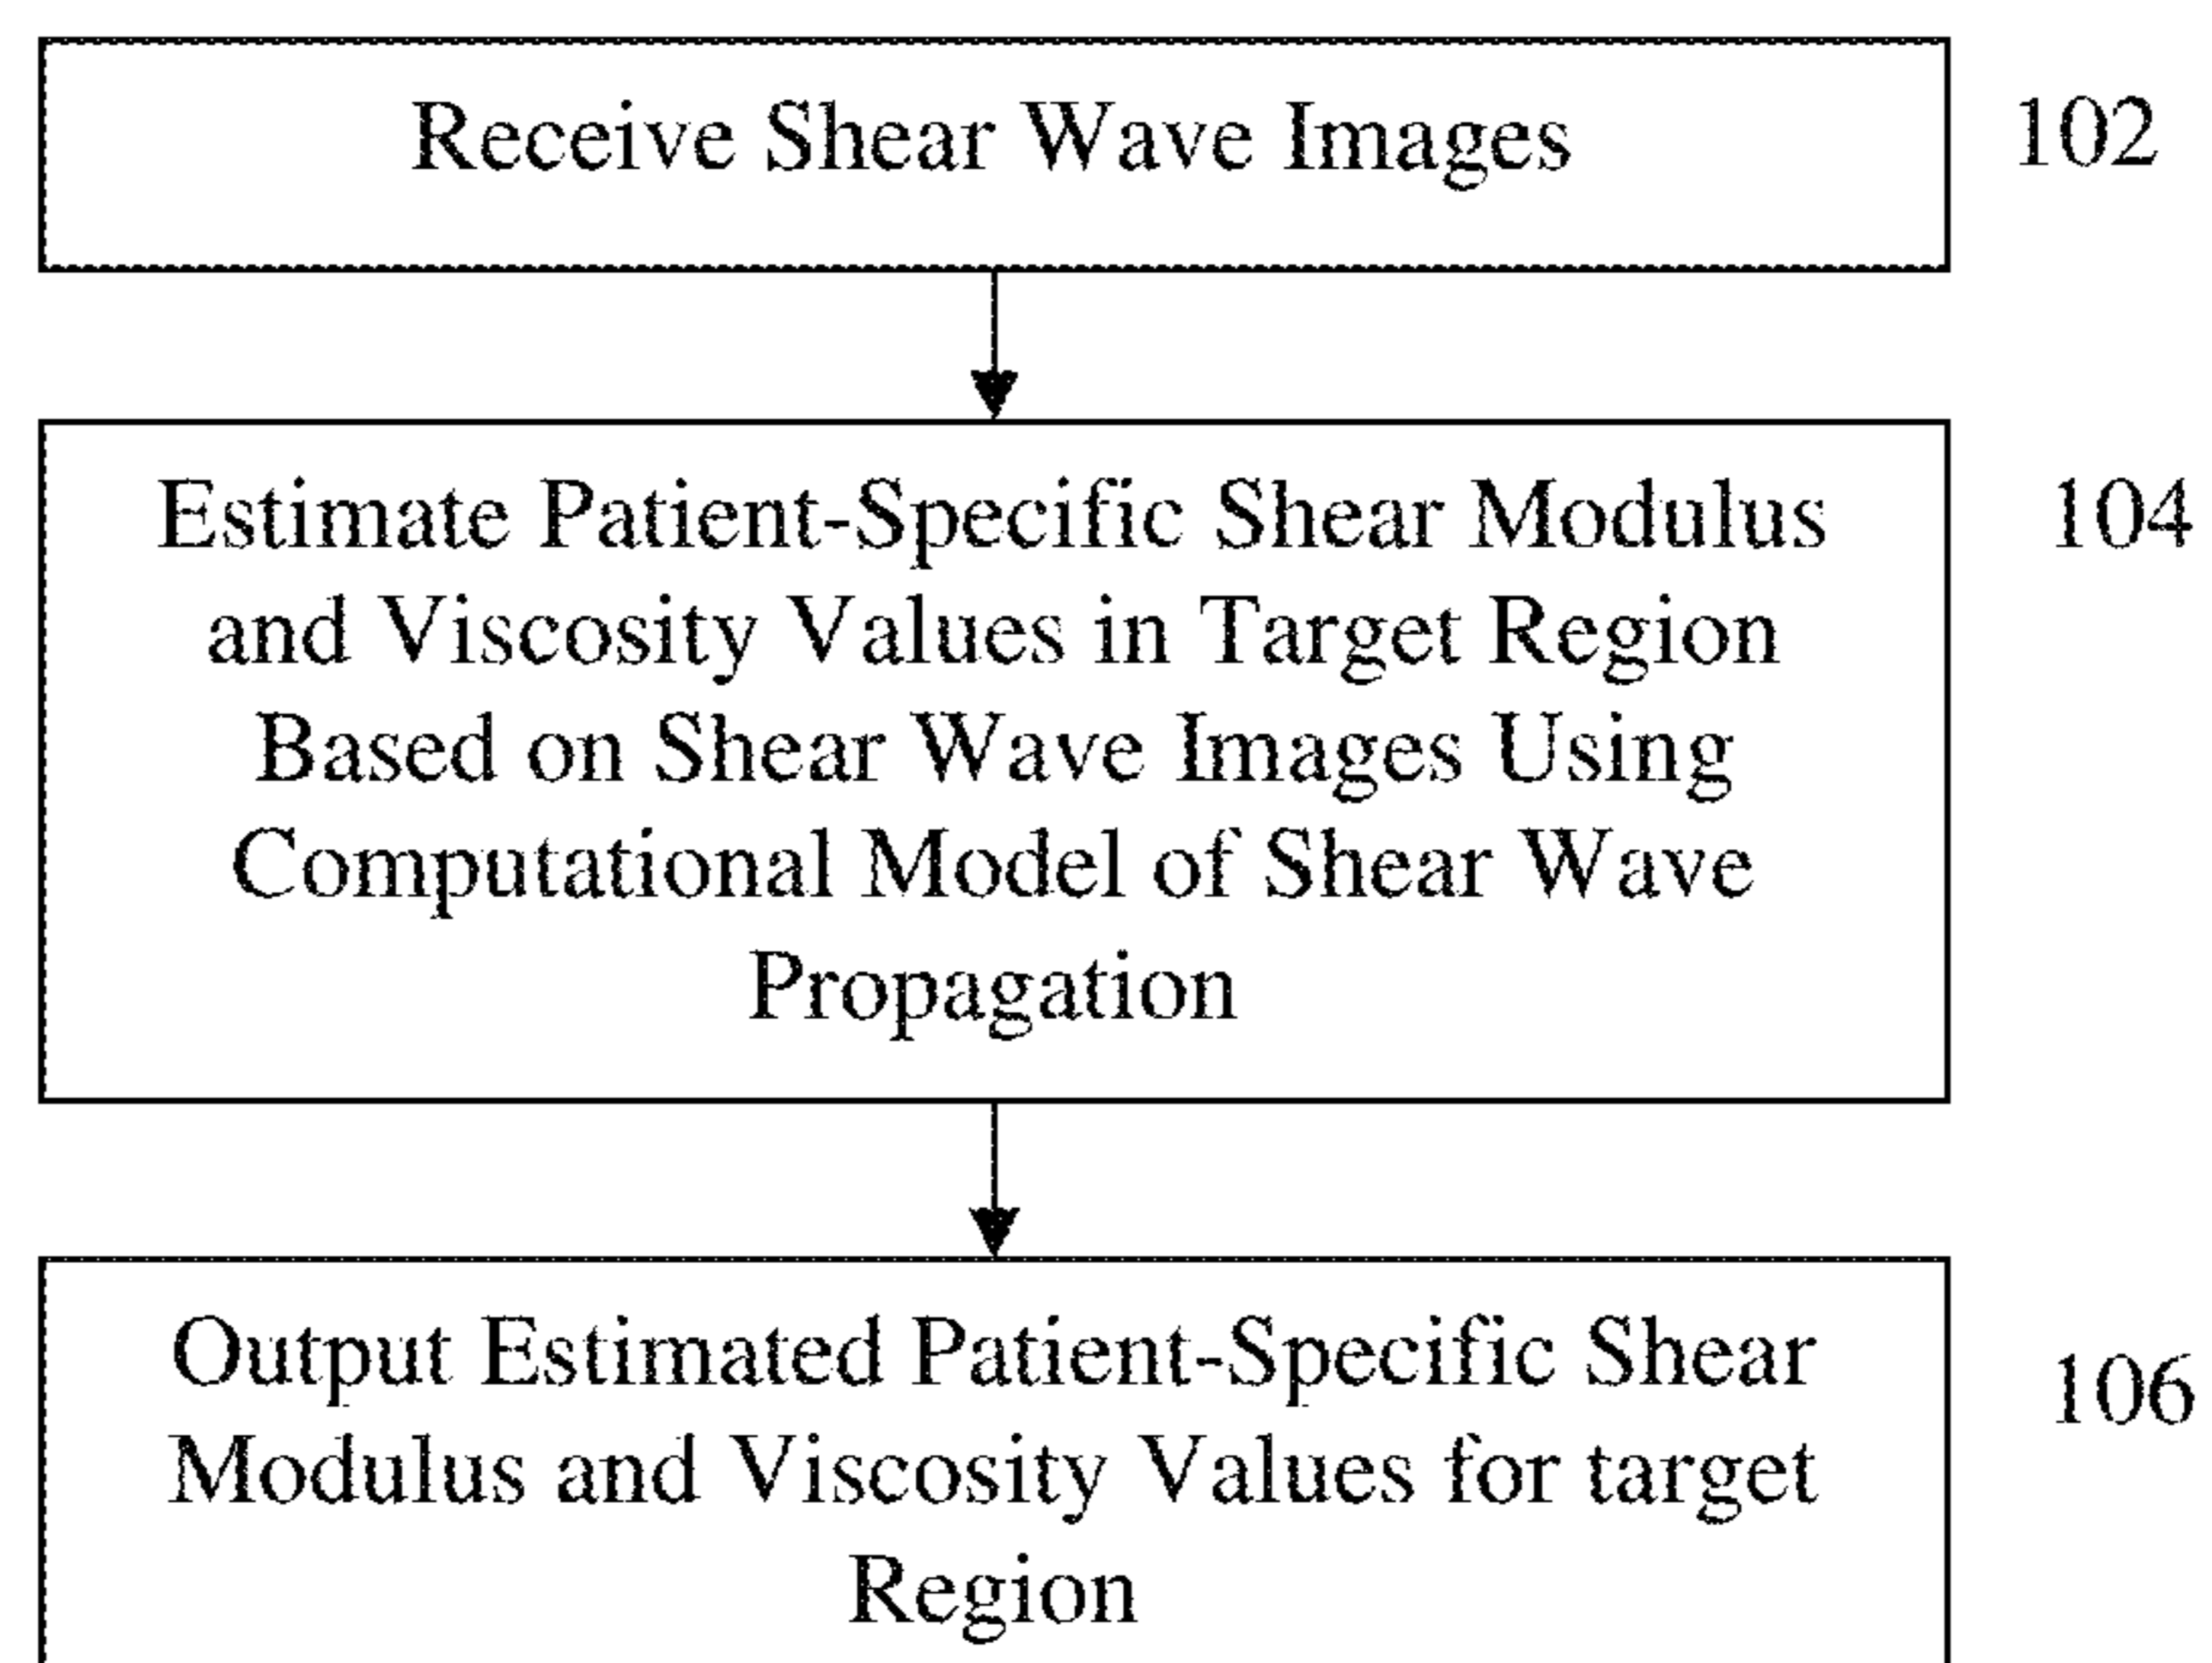 Receive Shear Wave Images
102
Estimate Patient-Specific Shear Modulus
104
and Viscosity Values in Target Region
Based on Shear Wave Images Using
Computational Model of Shear Wave
Propagation
Output Estimated Patient-Specific Shear
106
Modulus and Viscosity Values for target
Region